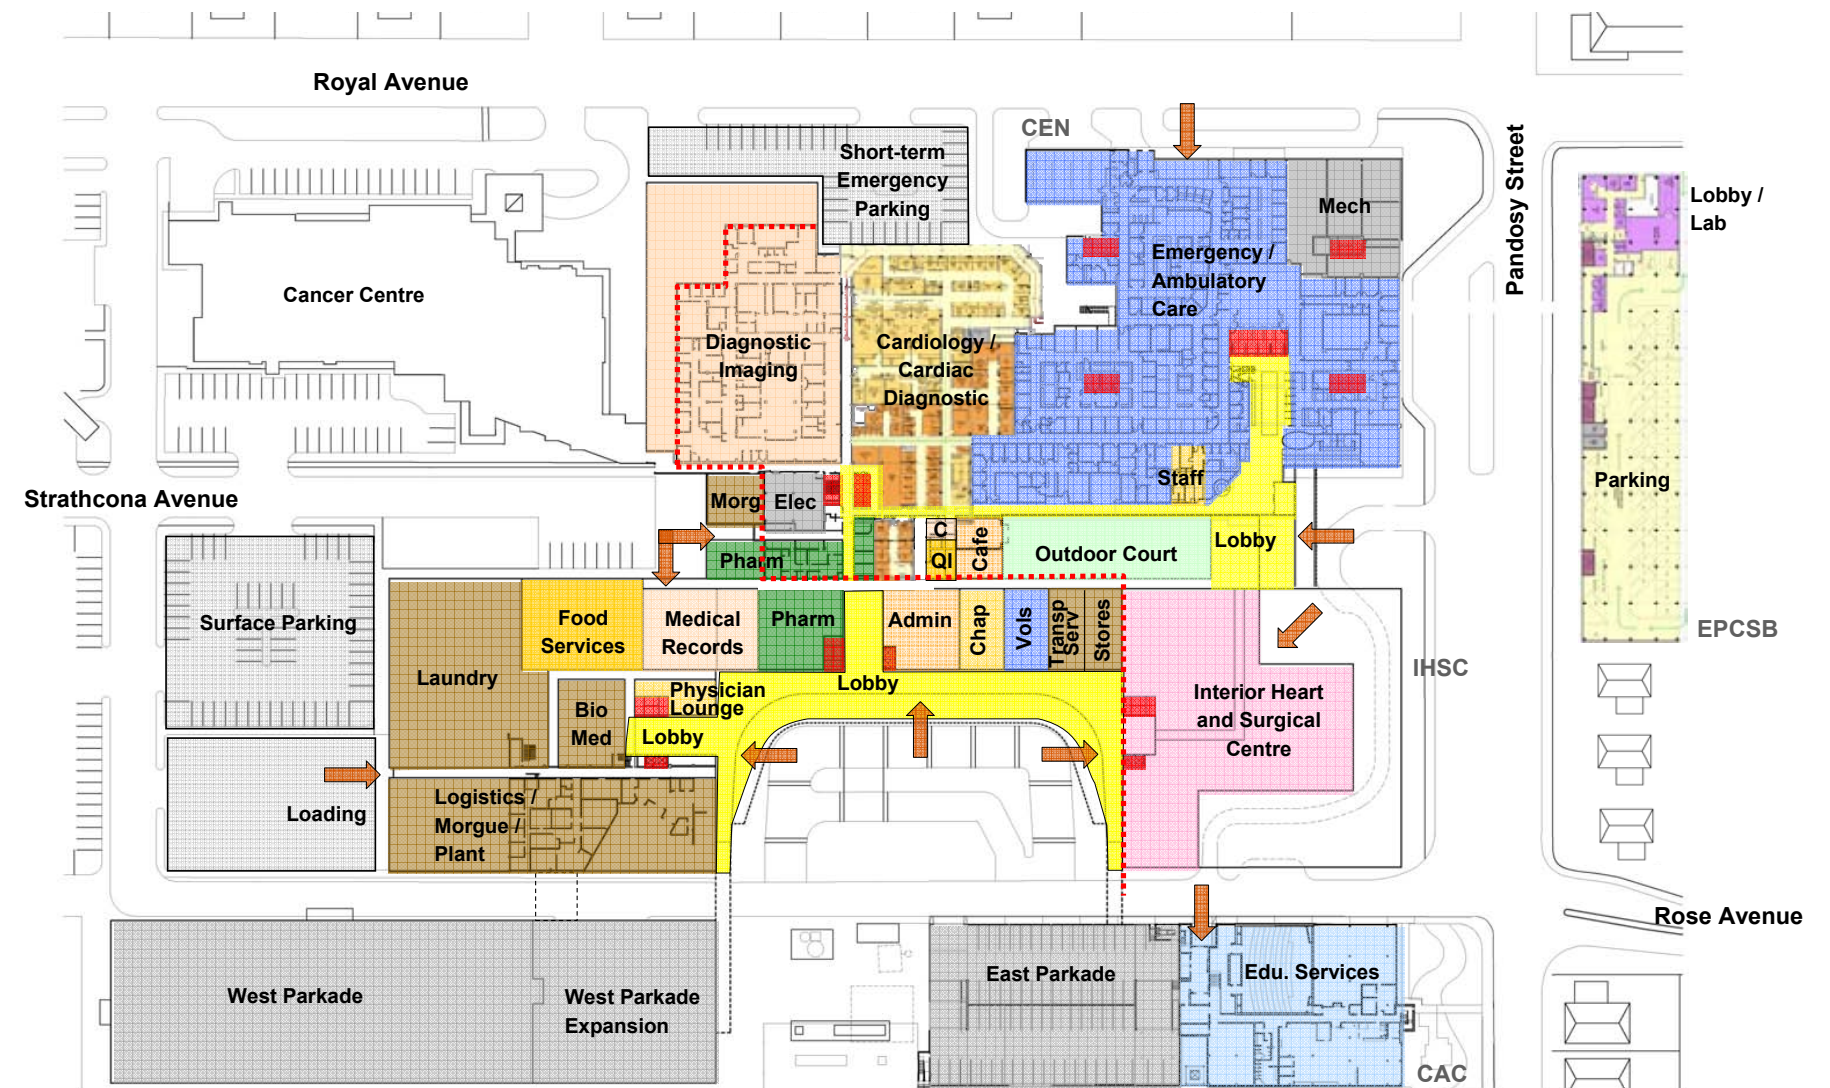 Royal Avenue
CEN
Short-term
Emergency
Parking
Pandosy Street
Mech
Lobby /
Lab
Emergency /
Ambulatory
Care
Cancer Centre
Diagnostic
Imaging
Cardiology /
Cardiac
Diagnostic
Staff
Parking
Strathcona Avenue
Morg
Elec
C
QI
Cafe
Outdoor Court
Lobby
Pharm
Surface Parking
Food
Services
Medical
Records
Pharm
Admin
Chap
Vols
Transp
Serv
Stores
EPCSB
IHSC
Laundry
Physician
Lounge
Lobby
Bio
Med
Lobby
Interior Heart
and Surgical
Centre
Loading
Logistics /
Morgue /
Plant
Rose Avenue
West Parkade
West Parkade
Expansion
East Parkade
Edu. Services
CAC